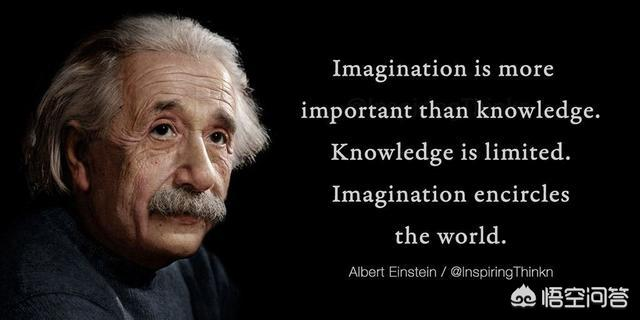 Imagination is more
important than knowledge.
Knowledge is limited.
Imagination encircles
the world.
Albert Einstein / @InspiringThinkn
悟空问答